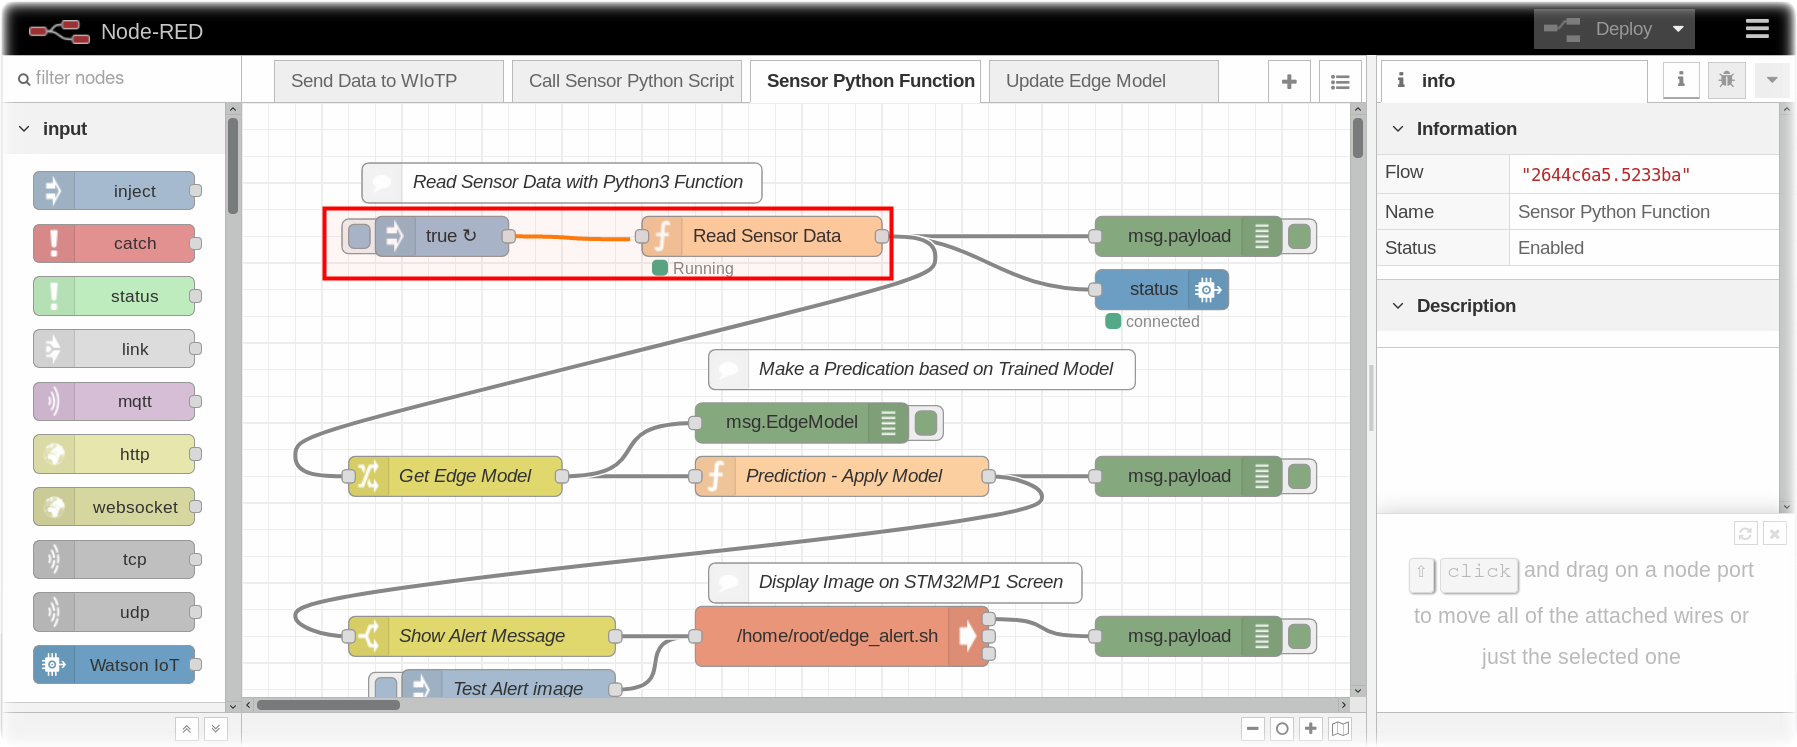 Node-RED
Deploy
filter nodes
Send Data to WIoTP
Call Sensor Python Script
Sensor Python Function
Update Edge Model
info
input
inject
catch
status
link
mqtt
http
websocket
tcp
udp
Watson IoT
Read Sensor Data with Python3 Function
true ↻
Read Sensor Data
Running
msg.payload
status
connected
Make a Predication based on Trained Model
msg.EdgeModel
Get Edge Model
Prediction - Apply Model
msg.payload
Display Image on STM32MP1 Screen
Show Alert Message
/home/root/edge_alert.sh
msg.payload
Test Alert image
Information
Flow "2644c6a5.5233ba"
Name Sensor Python Function
Status Enabled
Description
⇧ click and drag on a node port
to move all of the attached wires or
just the selected one